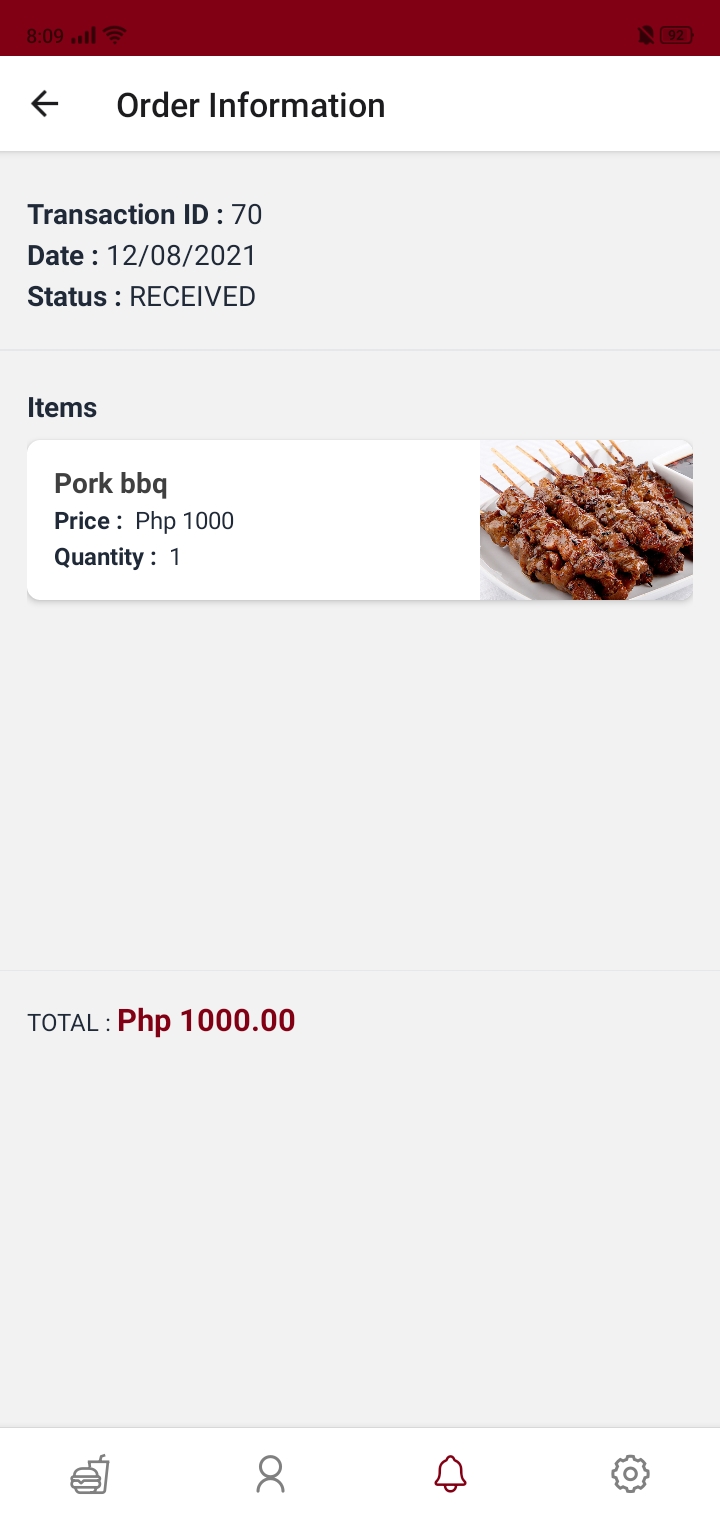 8:09
92
Order Information
Transaction ID : 70
Date : 12/08/2021
Status : RECEIVED
Items
Pork bbq
Price : Php 1000
Quantity : 1
TOTAL : Php 1000.00